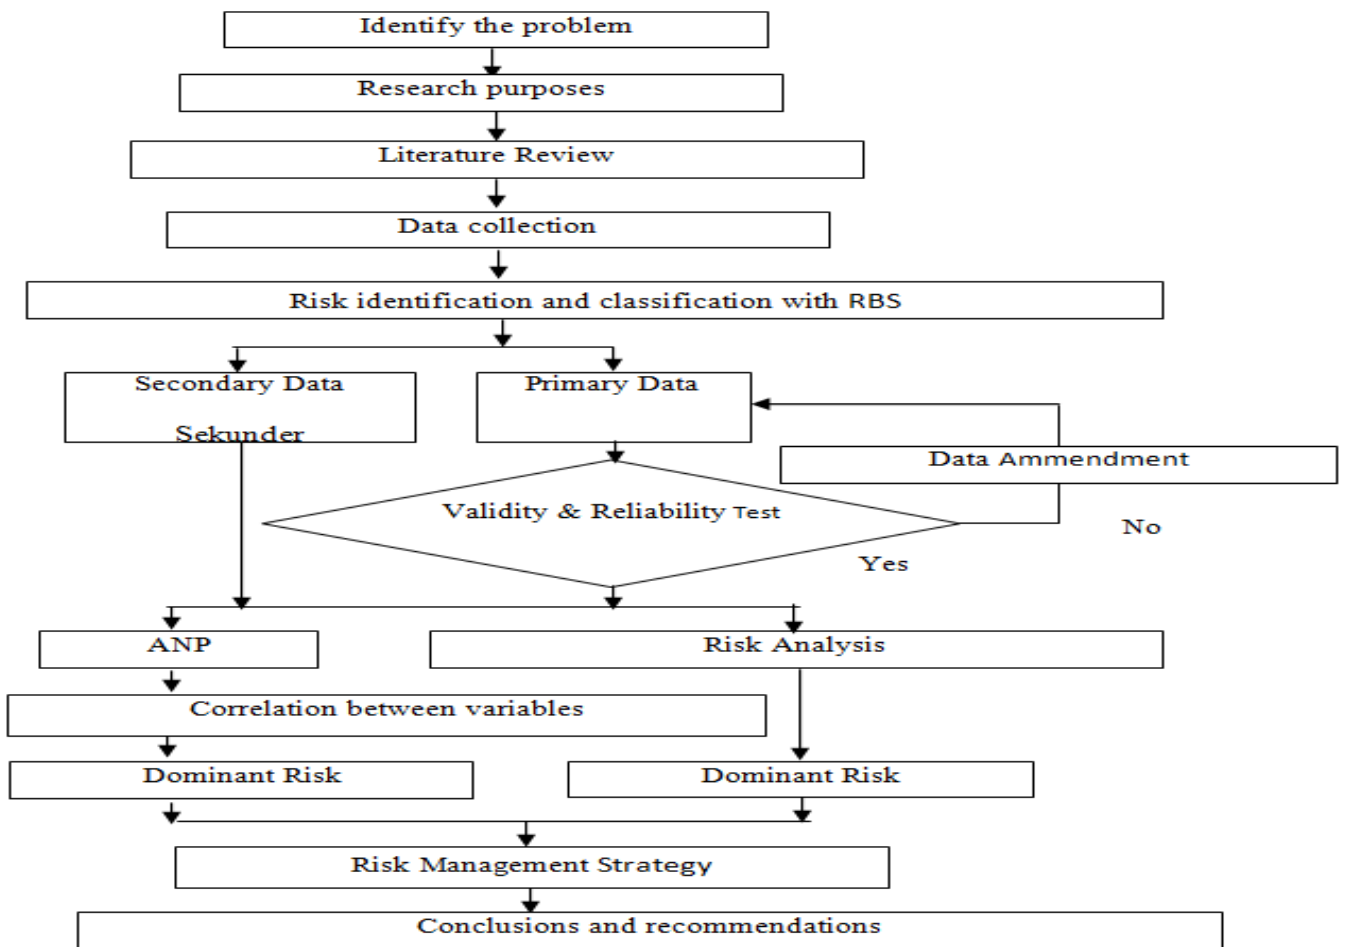 Identify the problem
Research purposes
Literature Review
Data collection
Risk identification and classification with RBS
Secondary Data
Sekunder
Primary Data
Data Ammendment
Validity & Reliability Test
No
Yes
ANP
Risk Analysis
Correlation between variables
Dominant Risk
Dominant Risk
Risk Management Strategy
Conclusions and recommendations